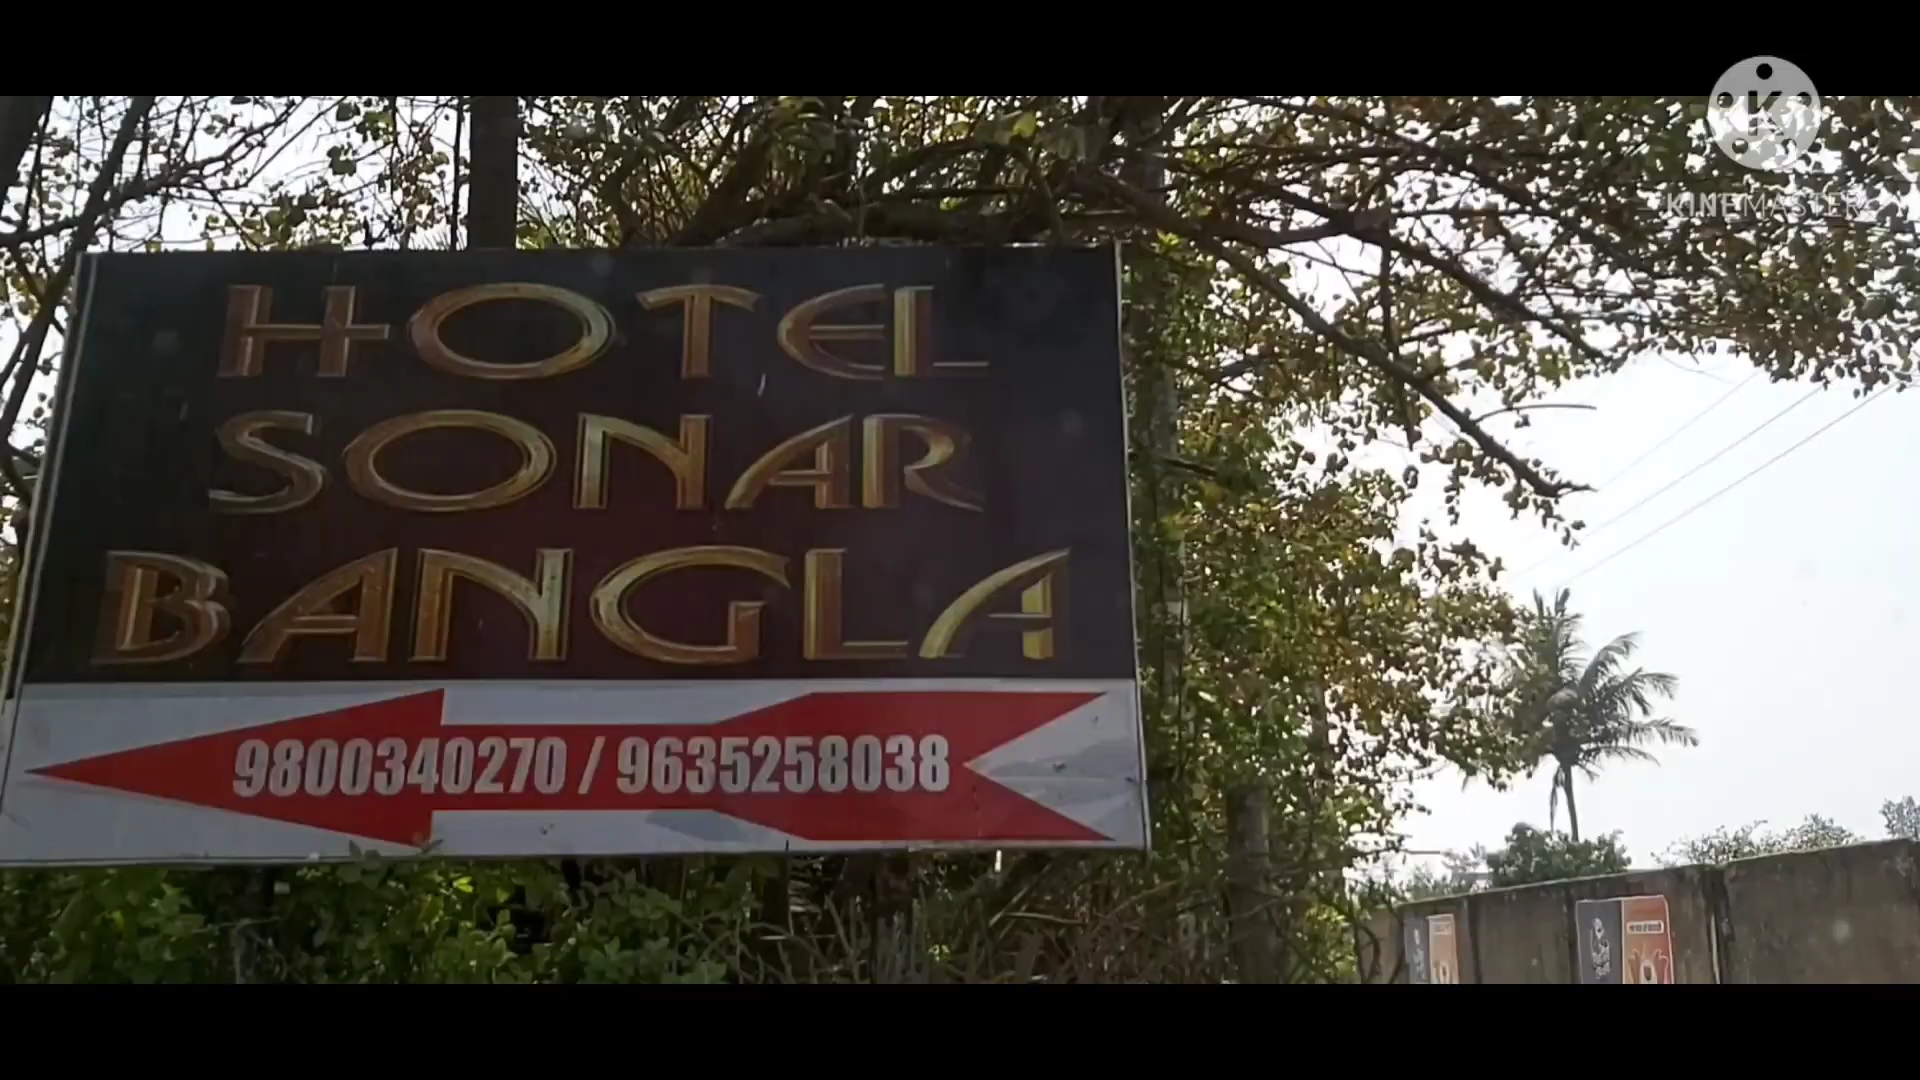 HOTEL
SONAR
BANGLA
9800340270 / 9635258038
K
KINEMASTER